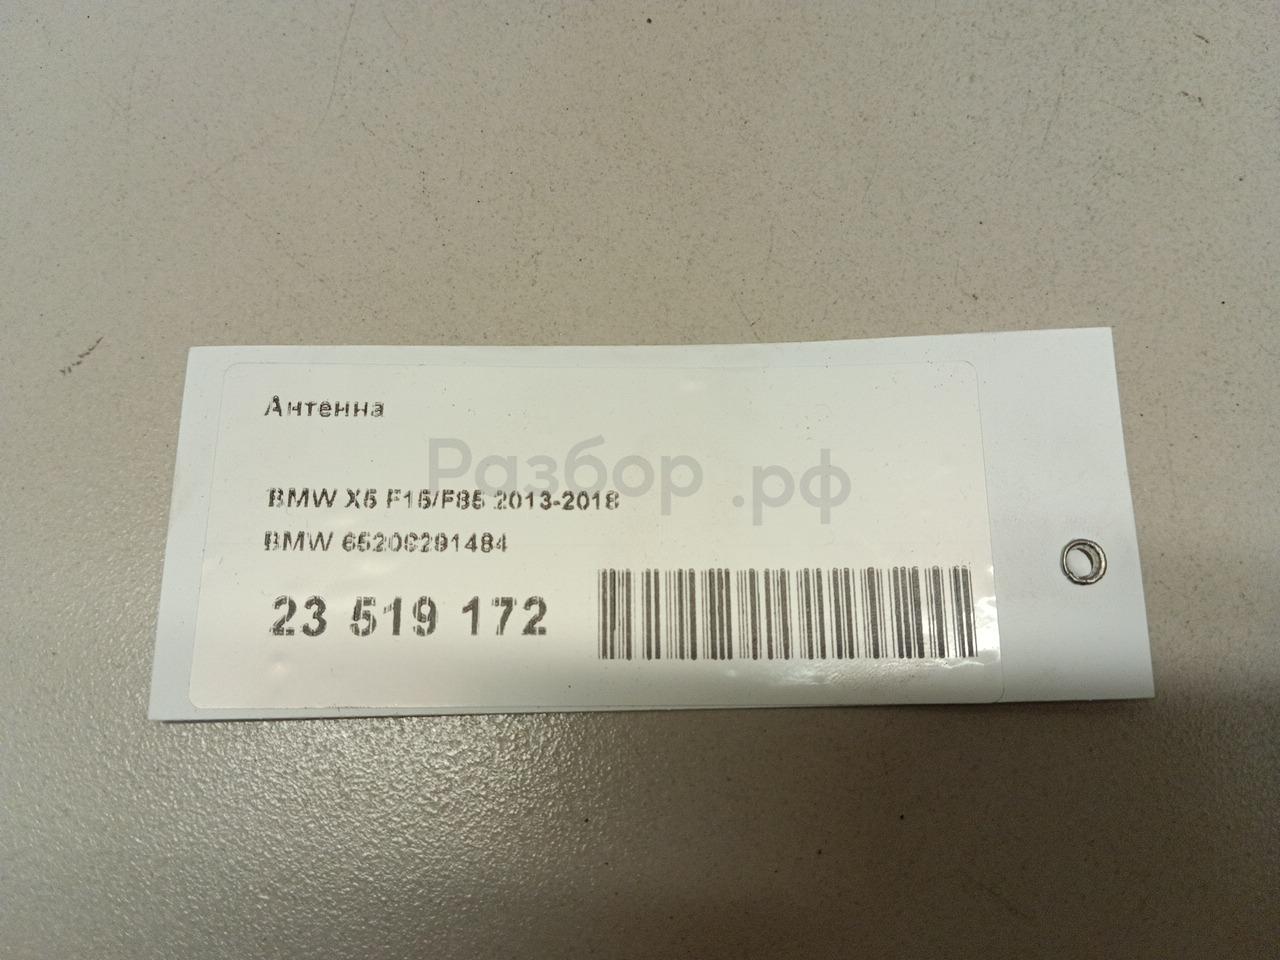 Антенна
Разбор.рф
BMW X5 F15/F85 2013-2018
BMW 65209291484
23 519 172